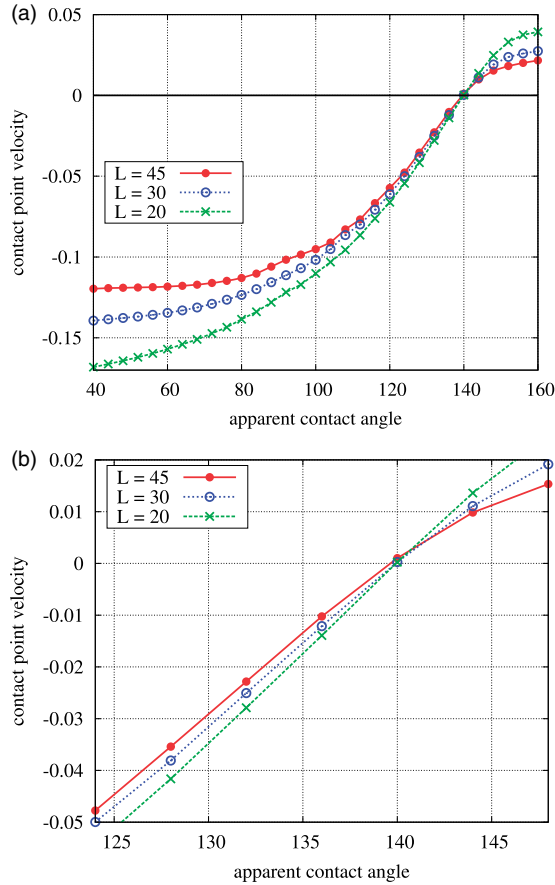 (a)
0.05
0
-0.05
-0.1
-0.15
contact point velocity
L = 45
L = 30
L = 20
40 60 80 100 120 140 160
apparent contact angle
(b)
0.02
0.01
0
-0.01
-0.02
-0.03
-0.04
-0.05
contact point velocity
L = 45
L = 30
L = 20
125 130 135 140 145
apparent contact angle